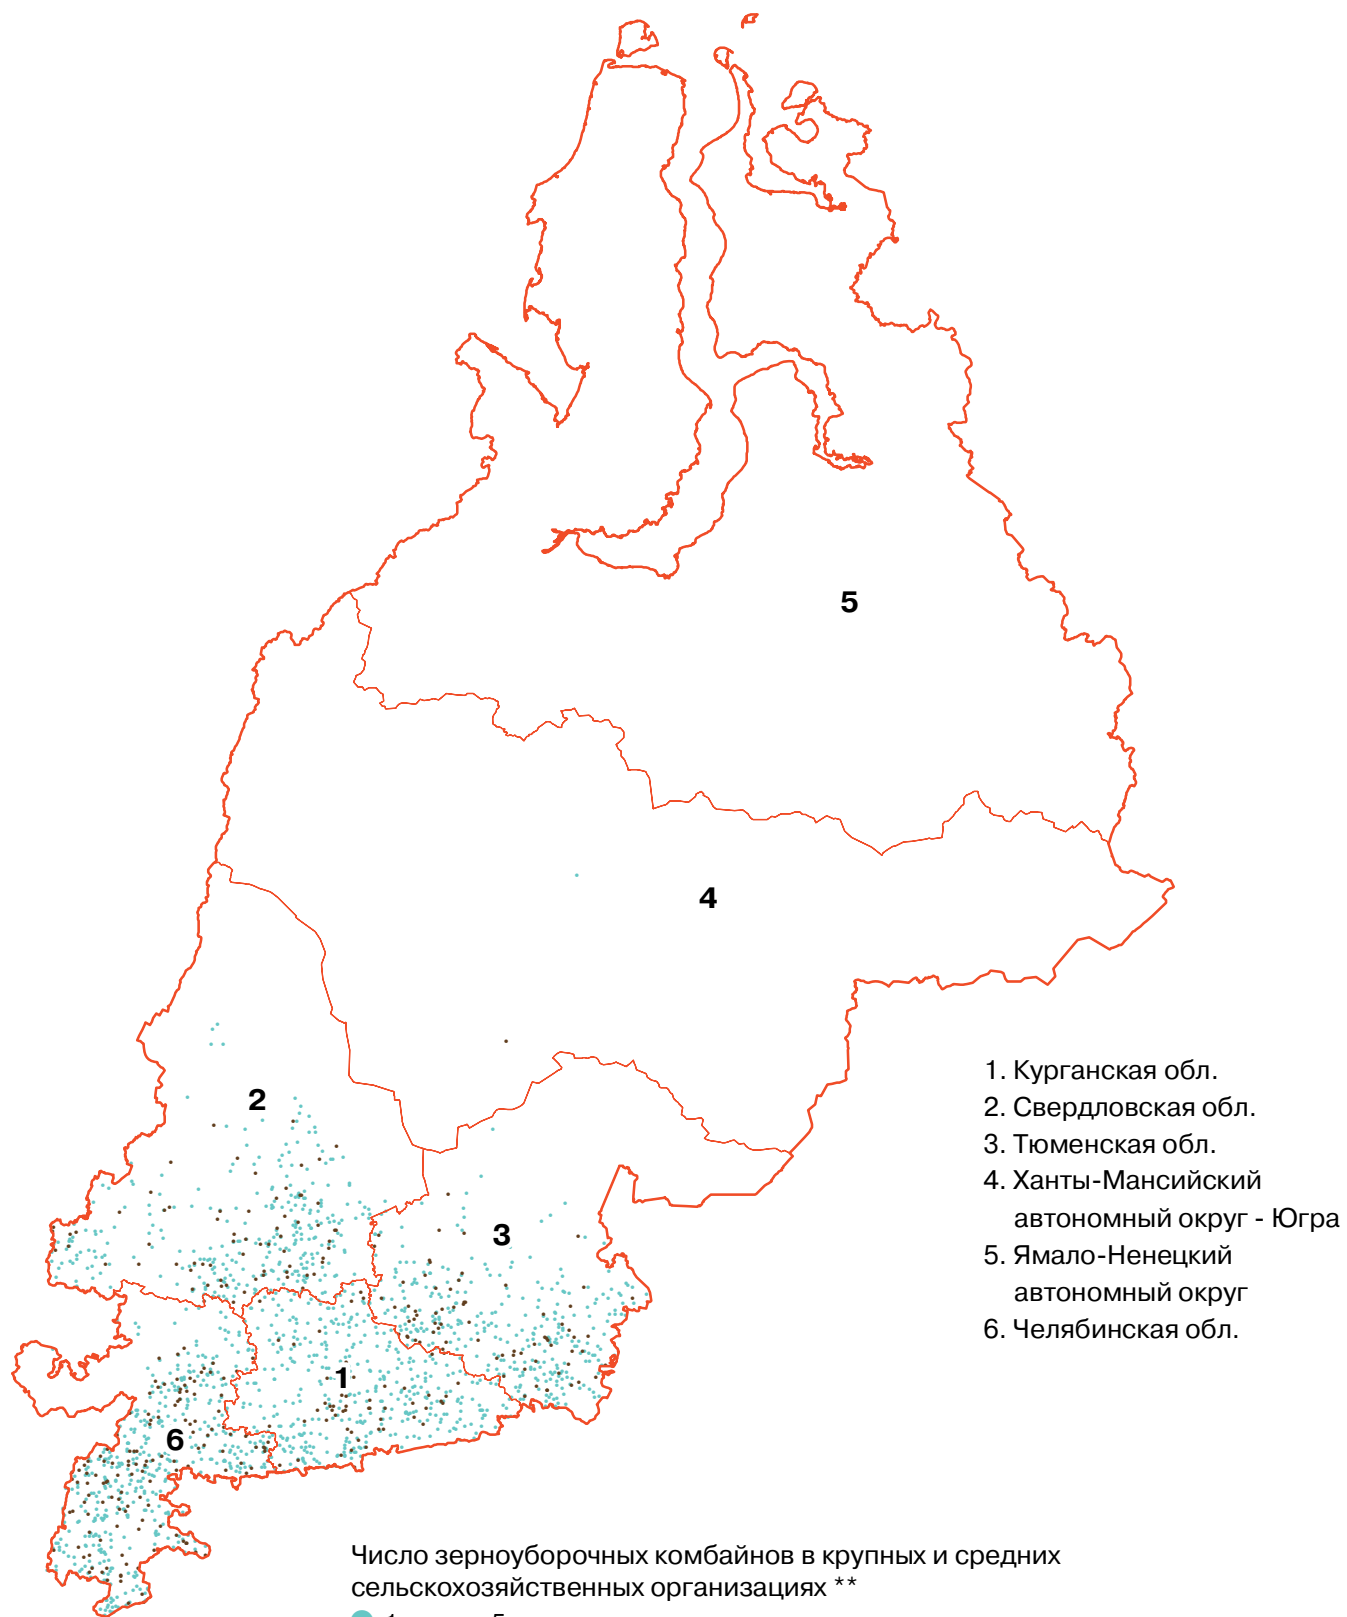 5
4
2
3
1
6
1. Курганская обл.
2. Свердловская обл.
3. Тюменская обл.
4. Ханты-Мансийский
автономный округ - Югра
5. Ямало-Ненецкий
автономный округ
6. Челябинская обл.
Число зерноуборочных комбайнов в крупных и средних
сельскохозяйственных организациях **